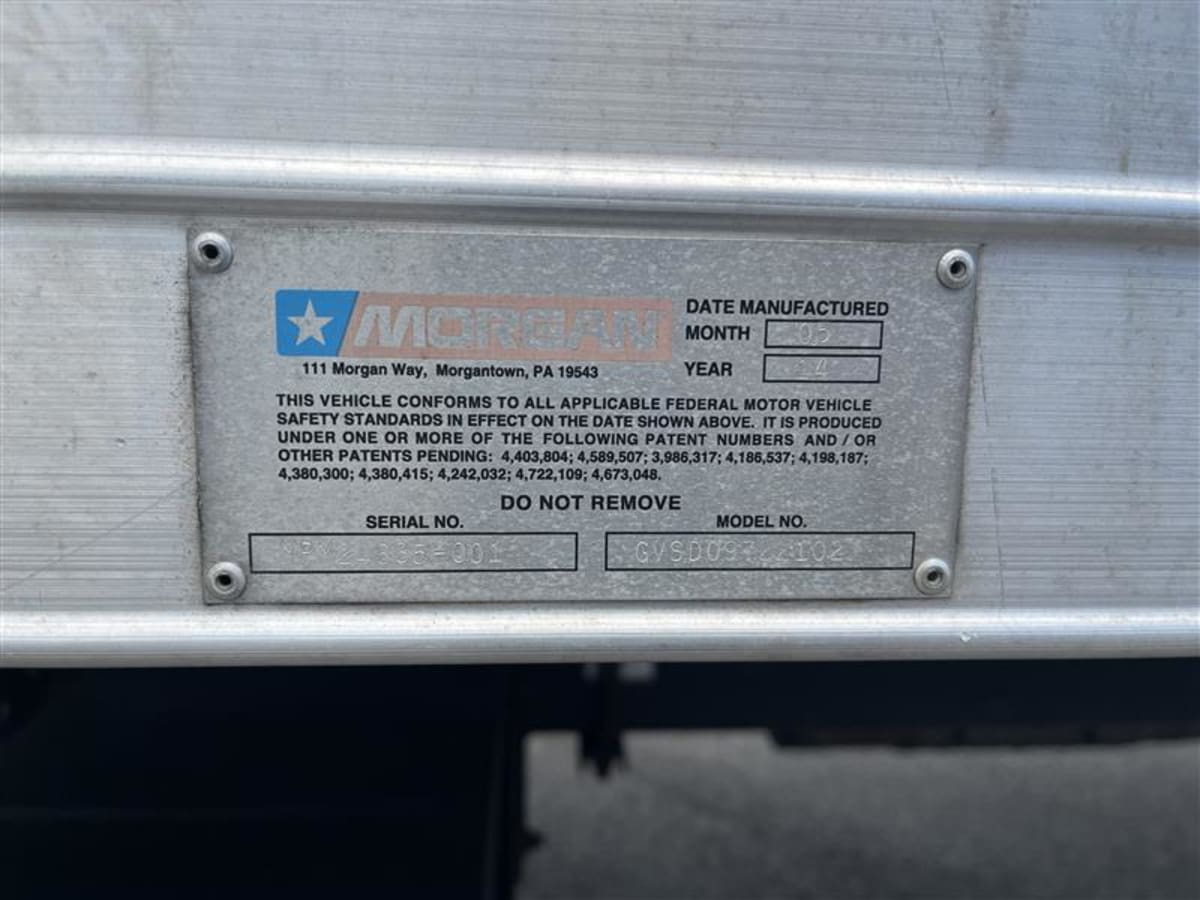 MORGAN
DATE MANUFACTURED
MONTH 05
YEAR 14
111 Morgan Way, Morgantown, PA 19543
THIS VEHICLE CONFORMS TO ALL APPLICABLE FEDERAL MOTOR VEHICLE
SAFETY STANDARDS IN EFFECT ON THE DATE SHOWN ABOVE. IT IS PRODUCED
UNDER ONE OR MORE OF THE FOLLOWING PATENT NUMBERS AND / OR
OTHER PATENTS PENDING: 4,403,804; 4,589,507; 3,986,317; 4,186,537; 4,198,187;
4,380,300; 4,380,415; 4,242,032; 4,722,109; 4,673,048.
DO NOT REMOVE
SERIAL NO.
MODEL NO.